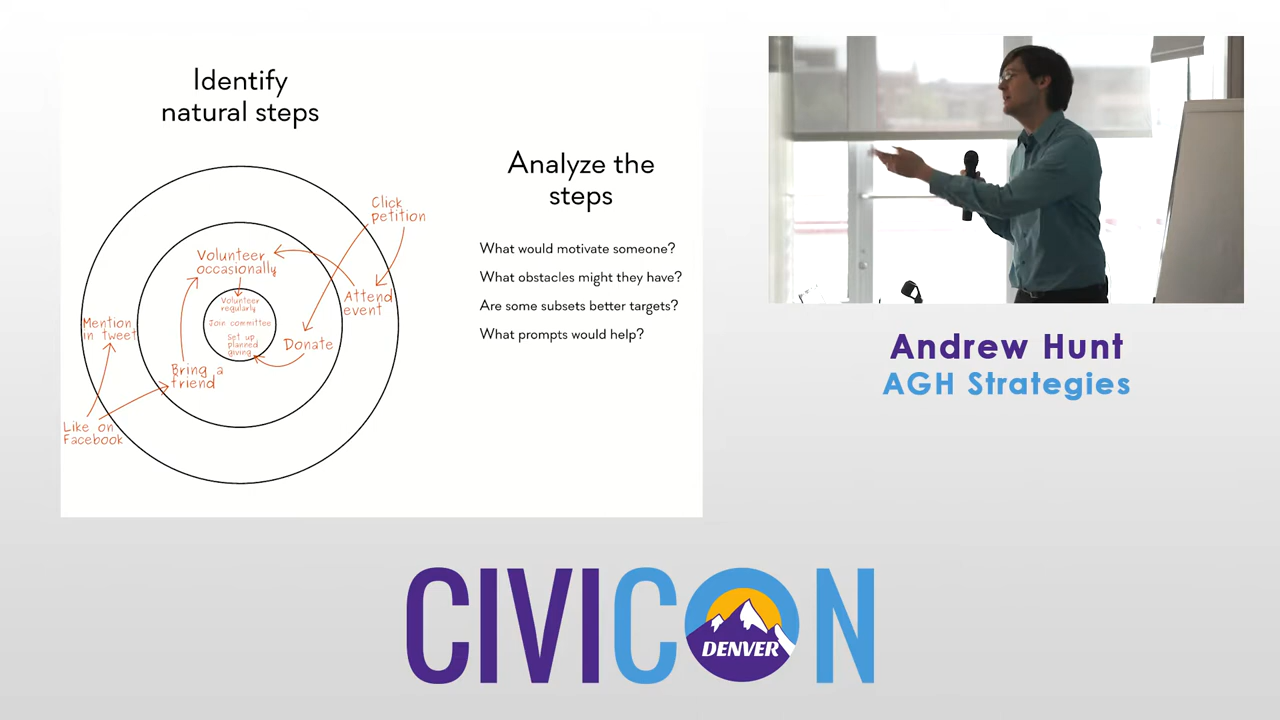 Identify
natural steps
Click
petition
Volunteer
occasionally
Attend
event
Volunteer
regularly
Join committee
Set up
planned
giving
Mention
in tweet
Donate
Bring a
friend
Like on
Facebook
Analyze the
steps
What would motivate someone?
What obstacles might they have?
Are some subsets better targets?
What prompts would help?
Andrew Hunt
AGH Strategies
CIVICON
DENVER